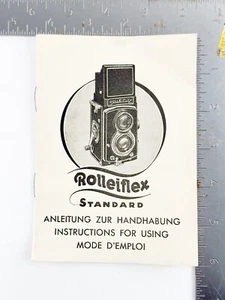 Rolleiflex
STANDARD
ANLEITUNG ZUR HANDHABUNG
INSTRUCTIONS FOR USING
MODE D'EMPLOI